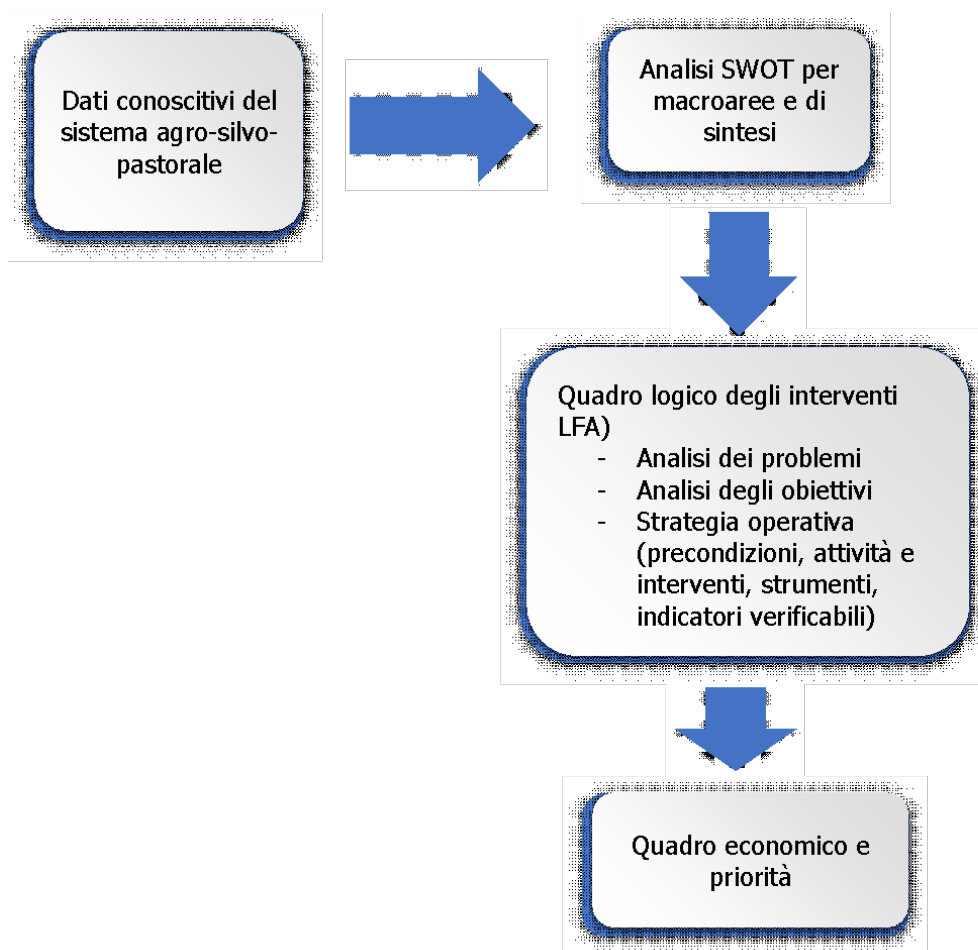 Dati conoscitivi del
sistema agro-silvo-
pastorale
Analisi SWOT per
macroaree e di
sintesi
Quadro logico degli interventi
LFA)
- Analisi dei problemi
- Analisi degli obiettivi
- Strategia operativa
(precondizioni, attività e
interventi, strumenti,
indicatori verificabili)
Quadro economico e
priorità